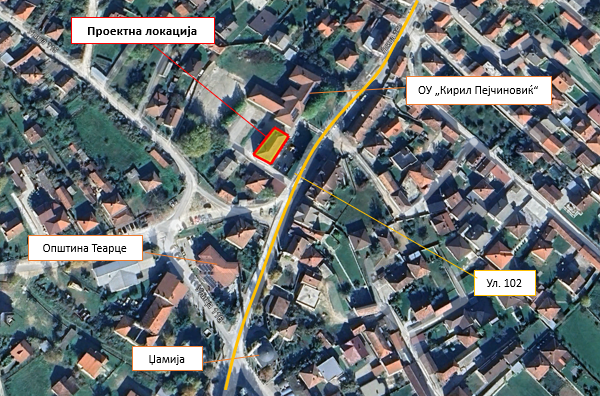 Проектна локација
ОУ „Кирил Пејчиновиќ“
Општина Теарце
Ул. 102
Џамија